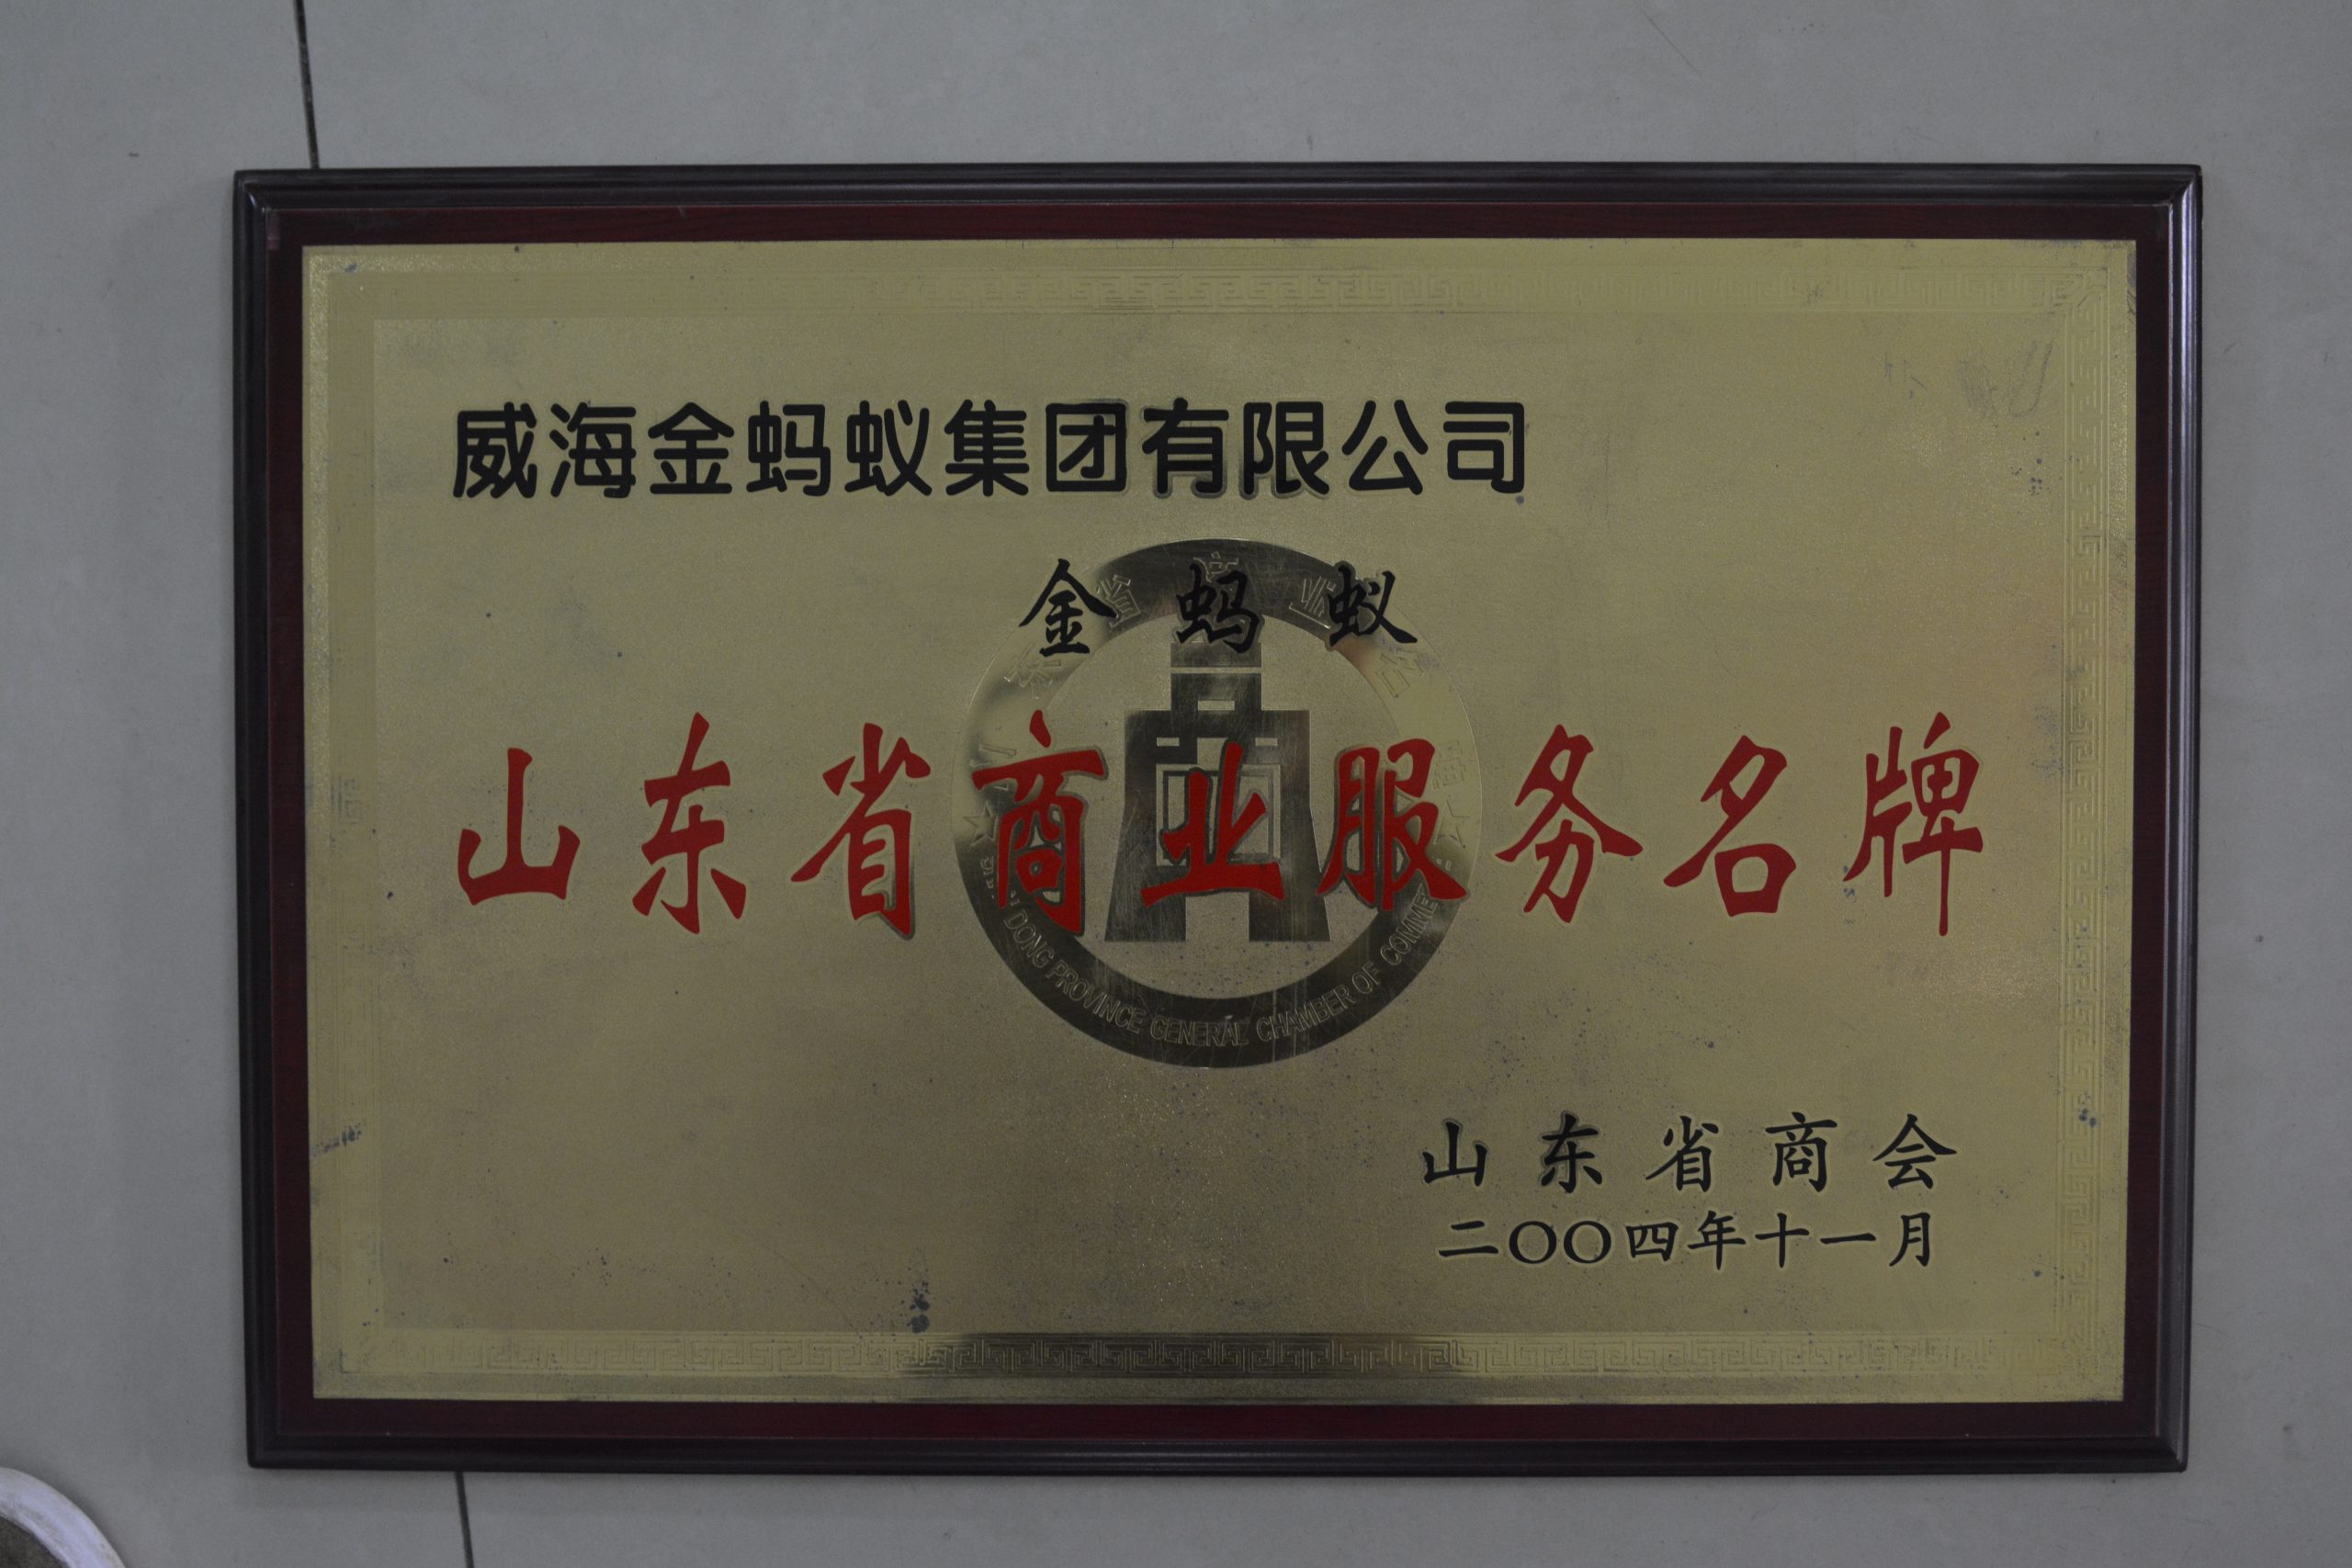 威海金蚂蚁集团有限公司
金蚂蚁
山东省商业服务名牌
DONG PROVINCE GENERAL CHAMBER OF COMME
山东省商会
二〇〇四年十一月